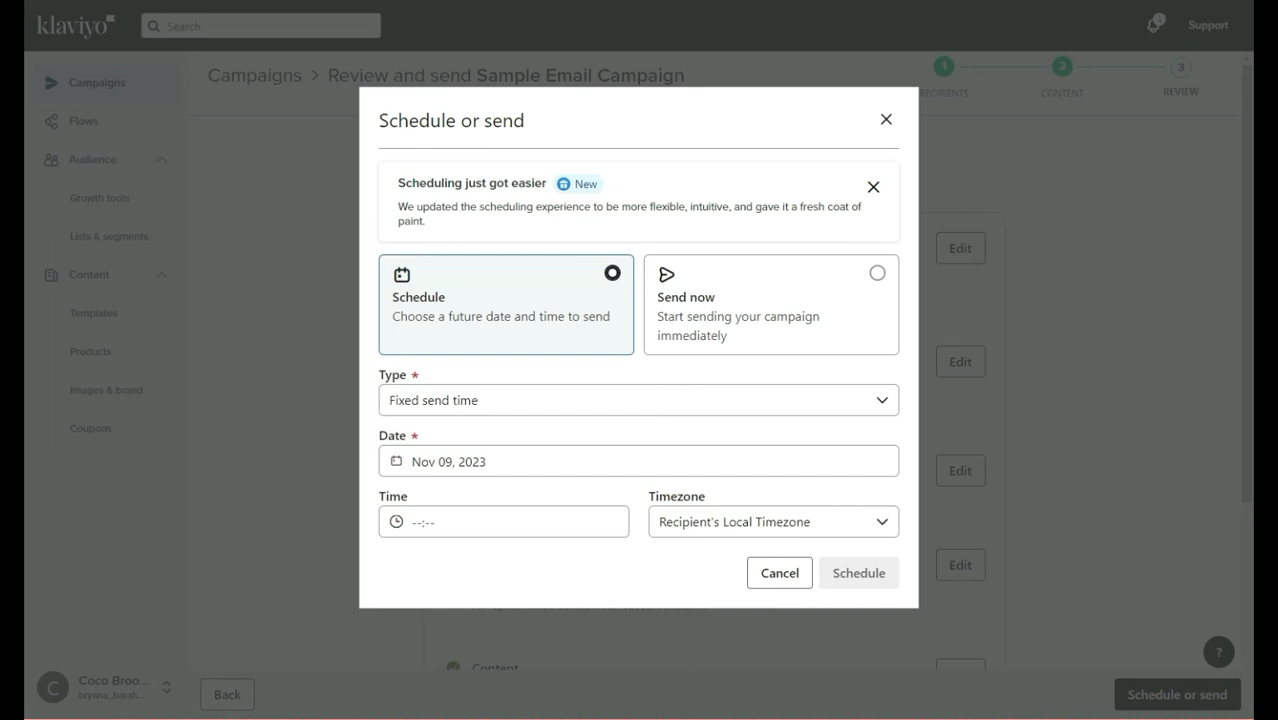 klaviyo
Search
Support
Campaigns
Flows
Audience
Growth tools
Lists & segments
Content
Templates
Products
Images & brand
Coupons
Coco Broo...
Campaigns > Review and send Sample Email Campaign
1
2
3
RECIPIENTS
CONTENT
REVIEW
Schedule or send
Scheduling just got easier New
We updated the scheduling experience to be more flexible, intuitive, and gave it a fresh coat of
paint.
Schedule
Choose a future date and time to send
Send now
Start sending your campaign
immediately
Type *
Fixed send time
Date *
Nov 09, 2023
Time
--:--
Timezone
Recipient's Local Timezone
Cancel
Schedule
Edit
Edit
Edit
Edit
Content
?
Back
Schedule or send
C